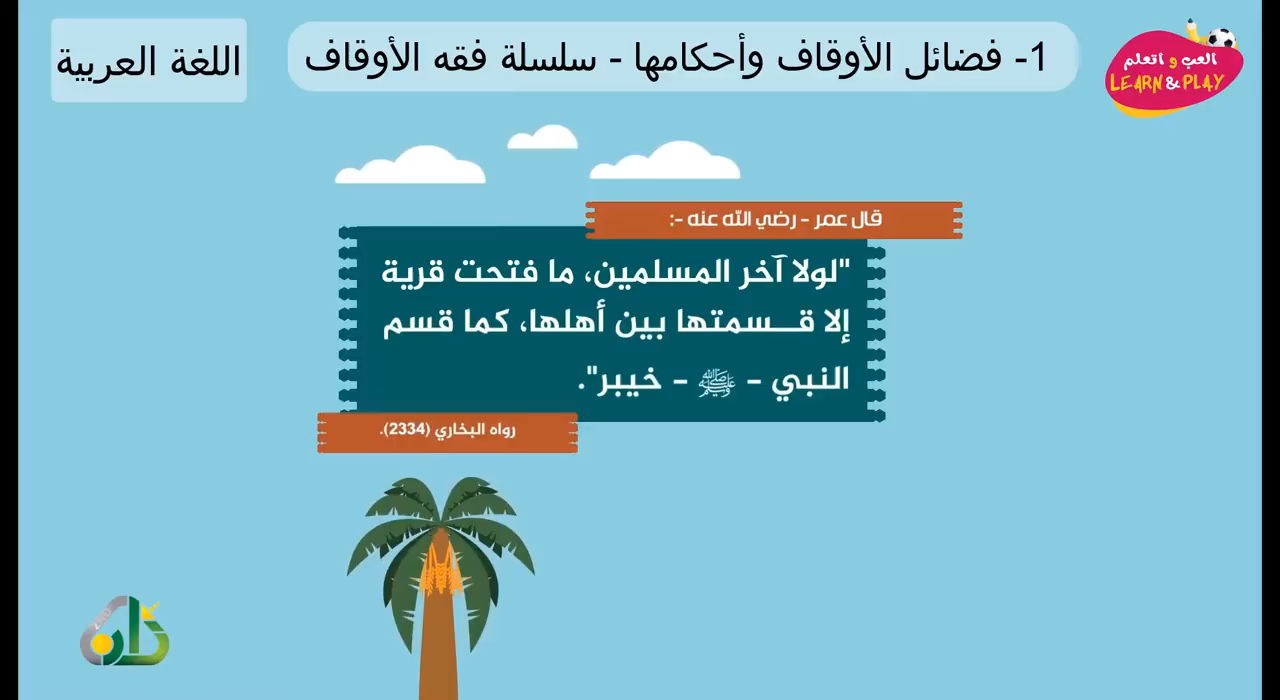 اللغة العربية
1- فضائل الأوقاف وأحكامها - سلسلة فقه الأوقاف
العب و اتعلم
LEARN & PLAY
قال عمر - رضي الله عنه -:
"لولا آخر المسلمين، ما فتحت قرية
إلا قسمتها بين أهلها، كما قسم
النبي - ﷺ - خيبر".
رواه البخاري (2334).